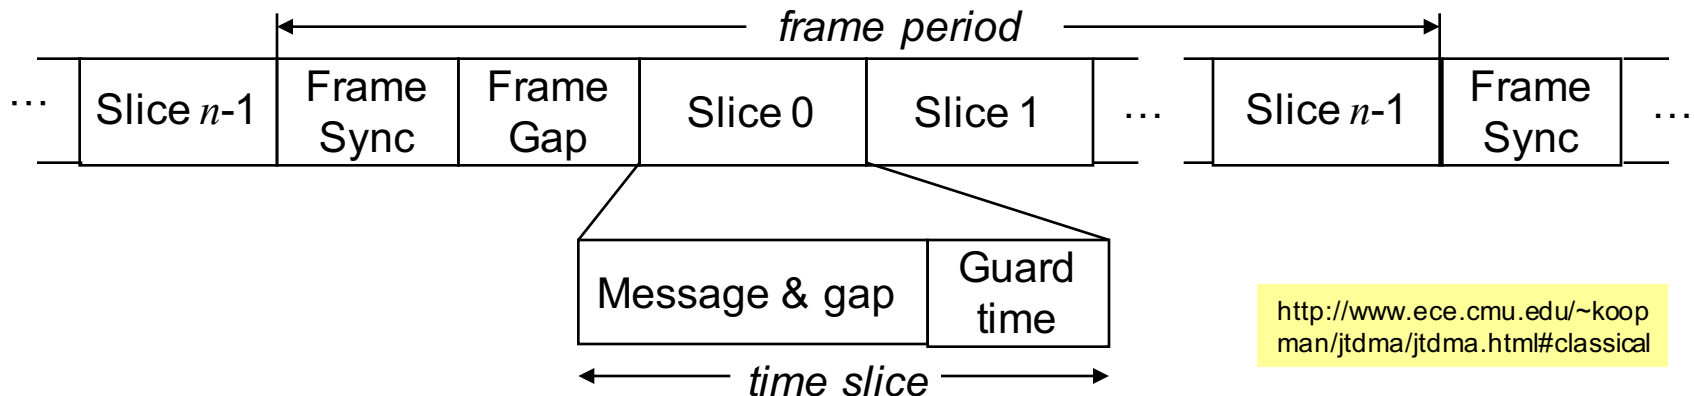 frame period
… Slice n-1 Frame Sync Frame Gap Slice 0 Slice 1 … Slice n-1 Frame Sync …
Message & gap Guard time
time slice
http://www.ece.cmu.edu/~koop
man/jtdma/jtdma.html#classical